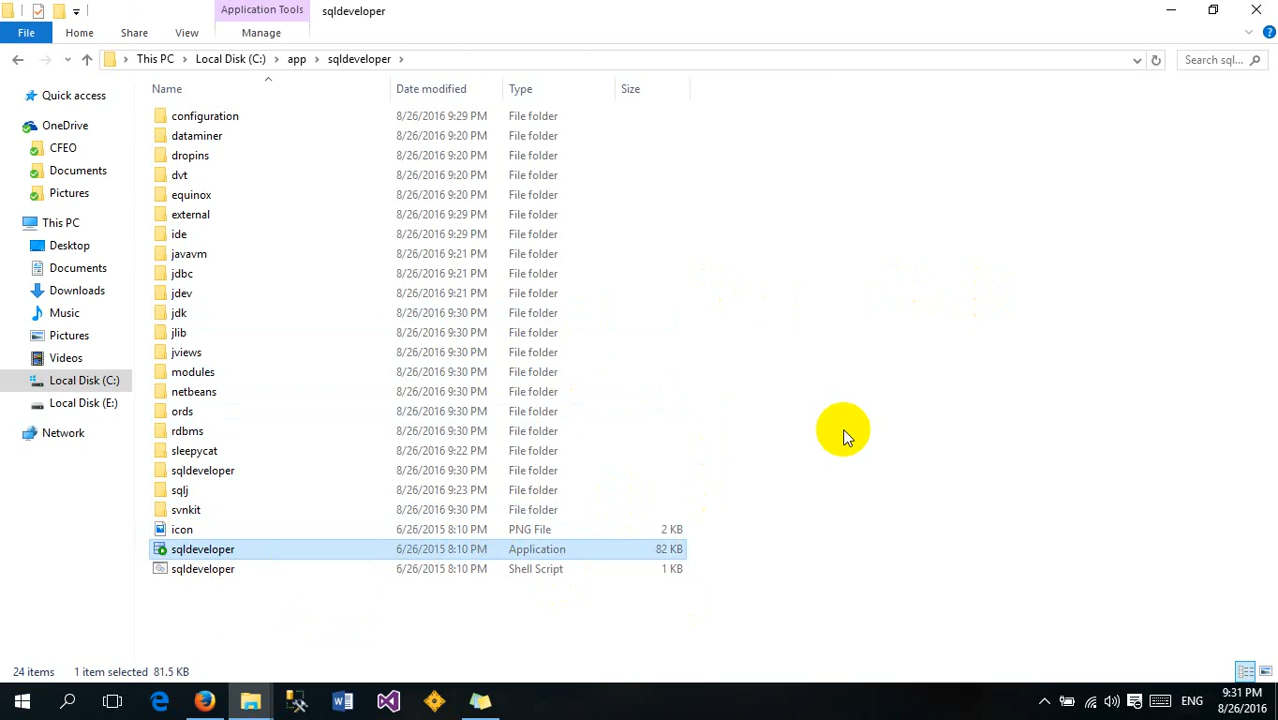 Application Tools sqldeveloper
File Home Share View Manage
This PC Local Disk (C:) app sqldeveloper Search sql...
Name Date modified Type Size
Quick access
OneDrive
CFEO
Documents
Pictures
This PC
Desktop
Documents
Downloads
Music
Pictures
Videos
Local Disk (C:)
Local Disk (E:)
Network
configuration 8/26/2016 9:29 PM File folder
dataminer 8/26/2016 9:20 PM File folder
dropins 8/26/2016 9:20 PM File folder
dvt 8/26/2016 9:20 PM File folder
equinox 8/26/2016 9:20 PM File folder
external 8/26/2016 9:29 PM File folder
ide 8/26/2016 9:29 PM File folder
javavm 8/26/2016 9:21 PM File folder
jdbc 8/26/2016 9:21 PM File folder
jdev 8/26/2016 9:21 PM File folder
jdk 8/26/2016 9:30 PM File folder
jlib 8/26/2016 9:30 PM File folder
jviews 8/26/2016 9:30 PM File folder
modules 8/26/2016 9:30 PM File folder
netbeans 8/26/2016 9:30 PM File folder
ords 8/26/2016 9:30 PM File folder
rdbms 8/26/2016 9:30 PM File folder
sleepycat 8/26/2016 9:22 PM File folder
sqldeveloper 8/26/2016 9:30 PM File folder
sqlj 8/26/2016 9:23 PM File folder
svnkit 8/26/2016 9:30 PM File folder
icon 6/26/2015 8:10 PM PNG File 2 KB
sqldeveloper 6/26/2015 8:10 PM Application 82 KB
sqldeveloper 6/26/2015 8:10 PM Shell Script 1 KB
24 items 1 item selected 81.5 KB
ENG 9:31 PM
8/26/2016